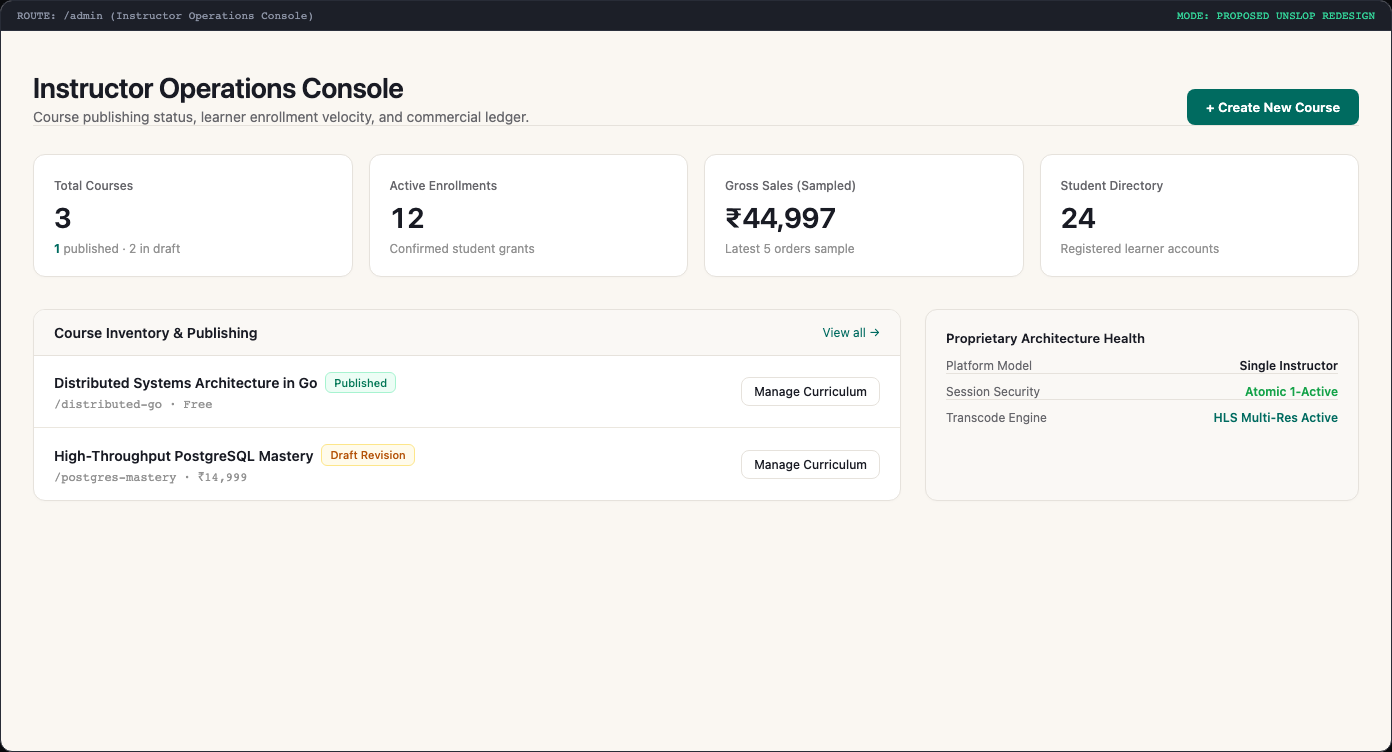 ROUTE: /admin (Instructor Operations Console)
MODE: PROPOSED UNSLOP REDESIGN
Instructor Operations Console
Course publishing status, learner enrollment velocity, and commercial ledger.
+ Create New Course
Total Courses
3
1 published · 2 in draft
Active Enrollments
12
Confirmed student grants
Gross Sales (Sampled)
₹44,997
Latest 5 orders sample
Student Directory
24
Registered learner accounts
Course Inventory & Publishing
View all →
Distributed Systems Architecture in Go Published
/distributed-go · Free
Manage Curriculum
High-Throughput PostgreSQL Mastery Draft Revision
/postgres-mastery · ₹14,999
Manage Curriculum
Proprietary Architecture Health
Platform Model Single Instructor
Session Security Atomic 1-Active
Transcode Engine HLS Multi-Res Active